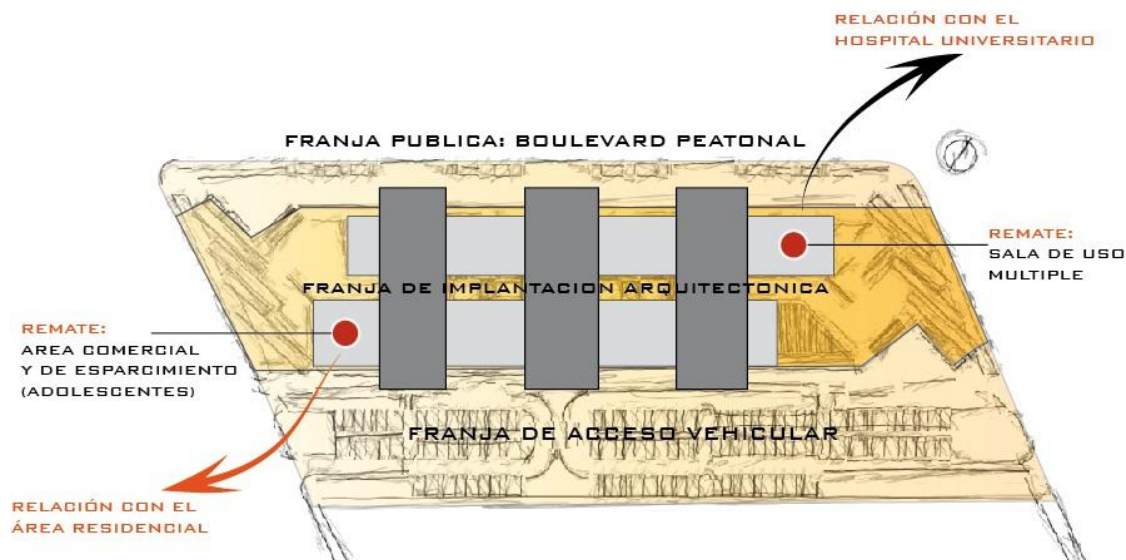 RELACIÓN CON EL
HOSPITAL UNIVERSITARIO
FRANJA PUBLICA: BOULEVARD PEATONAL
REMATE:
SALA DE USO
MULTIPLE
FRANJA DE IMPLANTACION ARQUITECTONICA
REMATE:
AREA COMERCIAL
Y DE ESPARCIMIENTO
(ADOLESCENTES)
FRANJA DE ACCESO VEHICULAR
RELACIÓN CON EL
ÁREA RESIDENCIAL